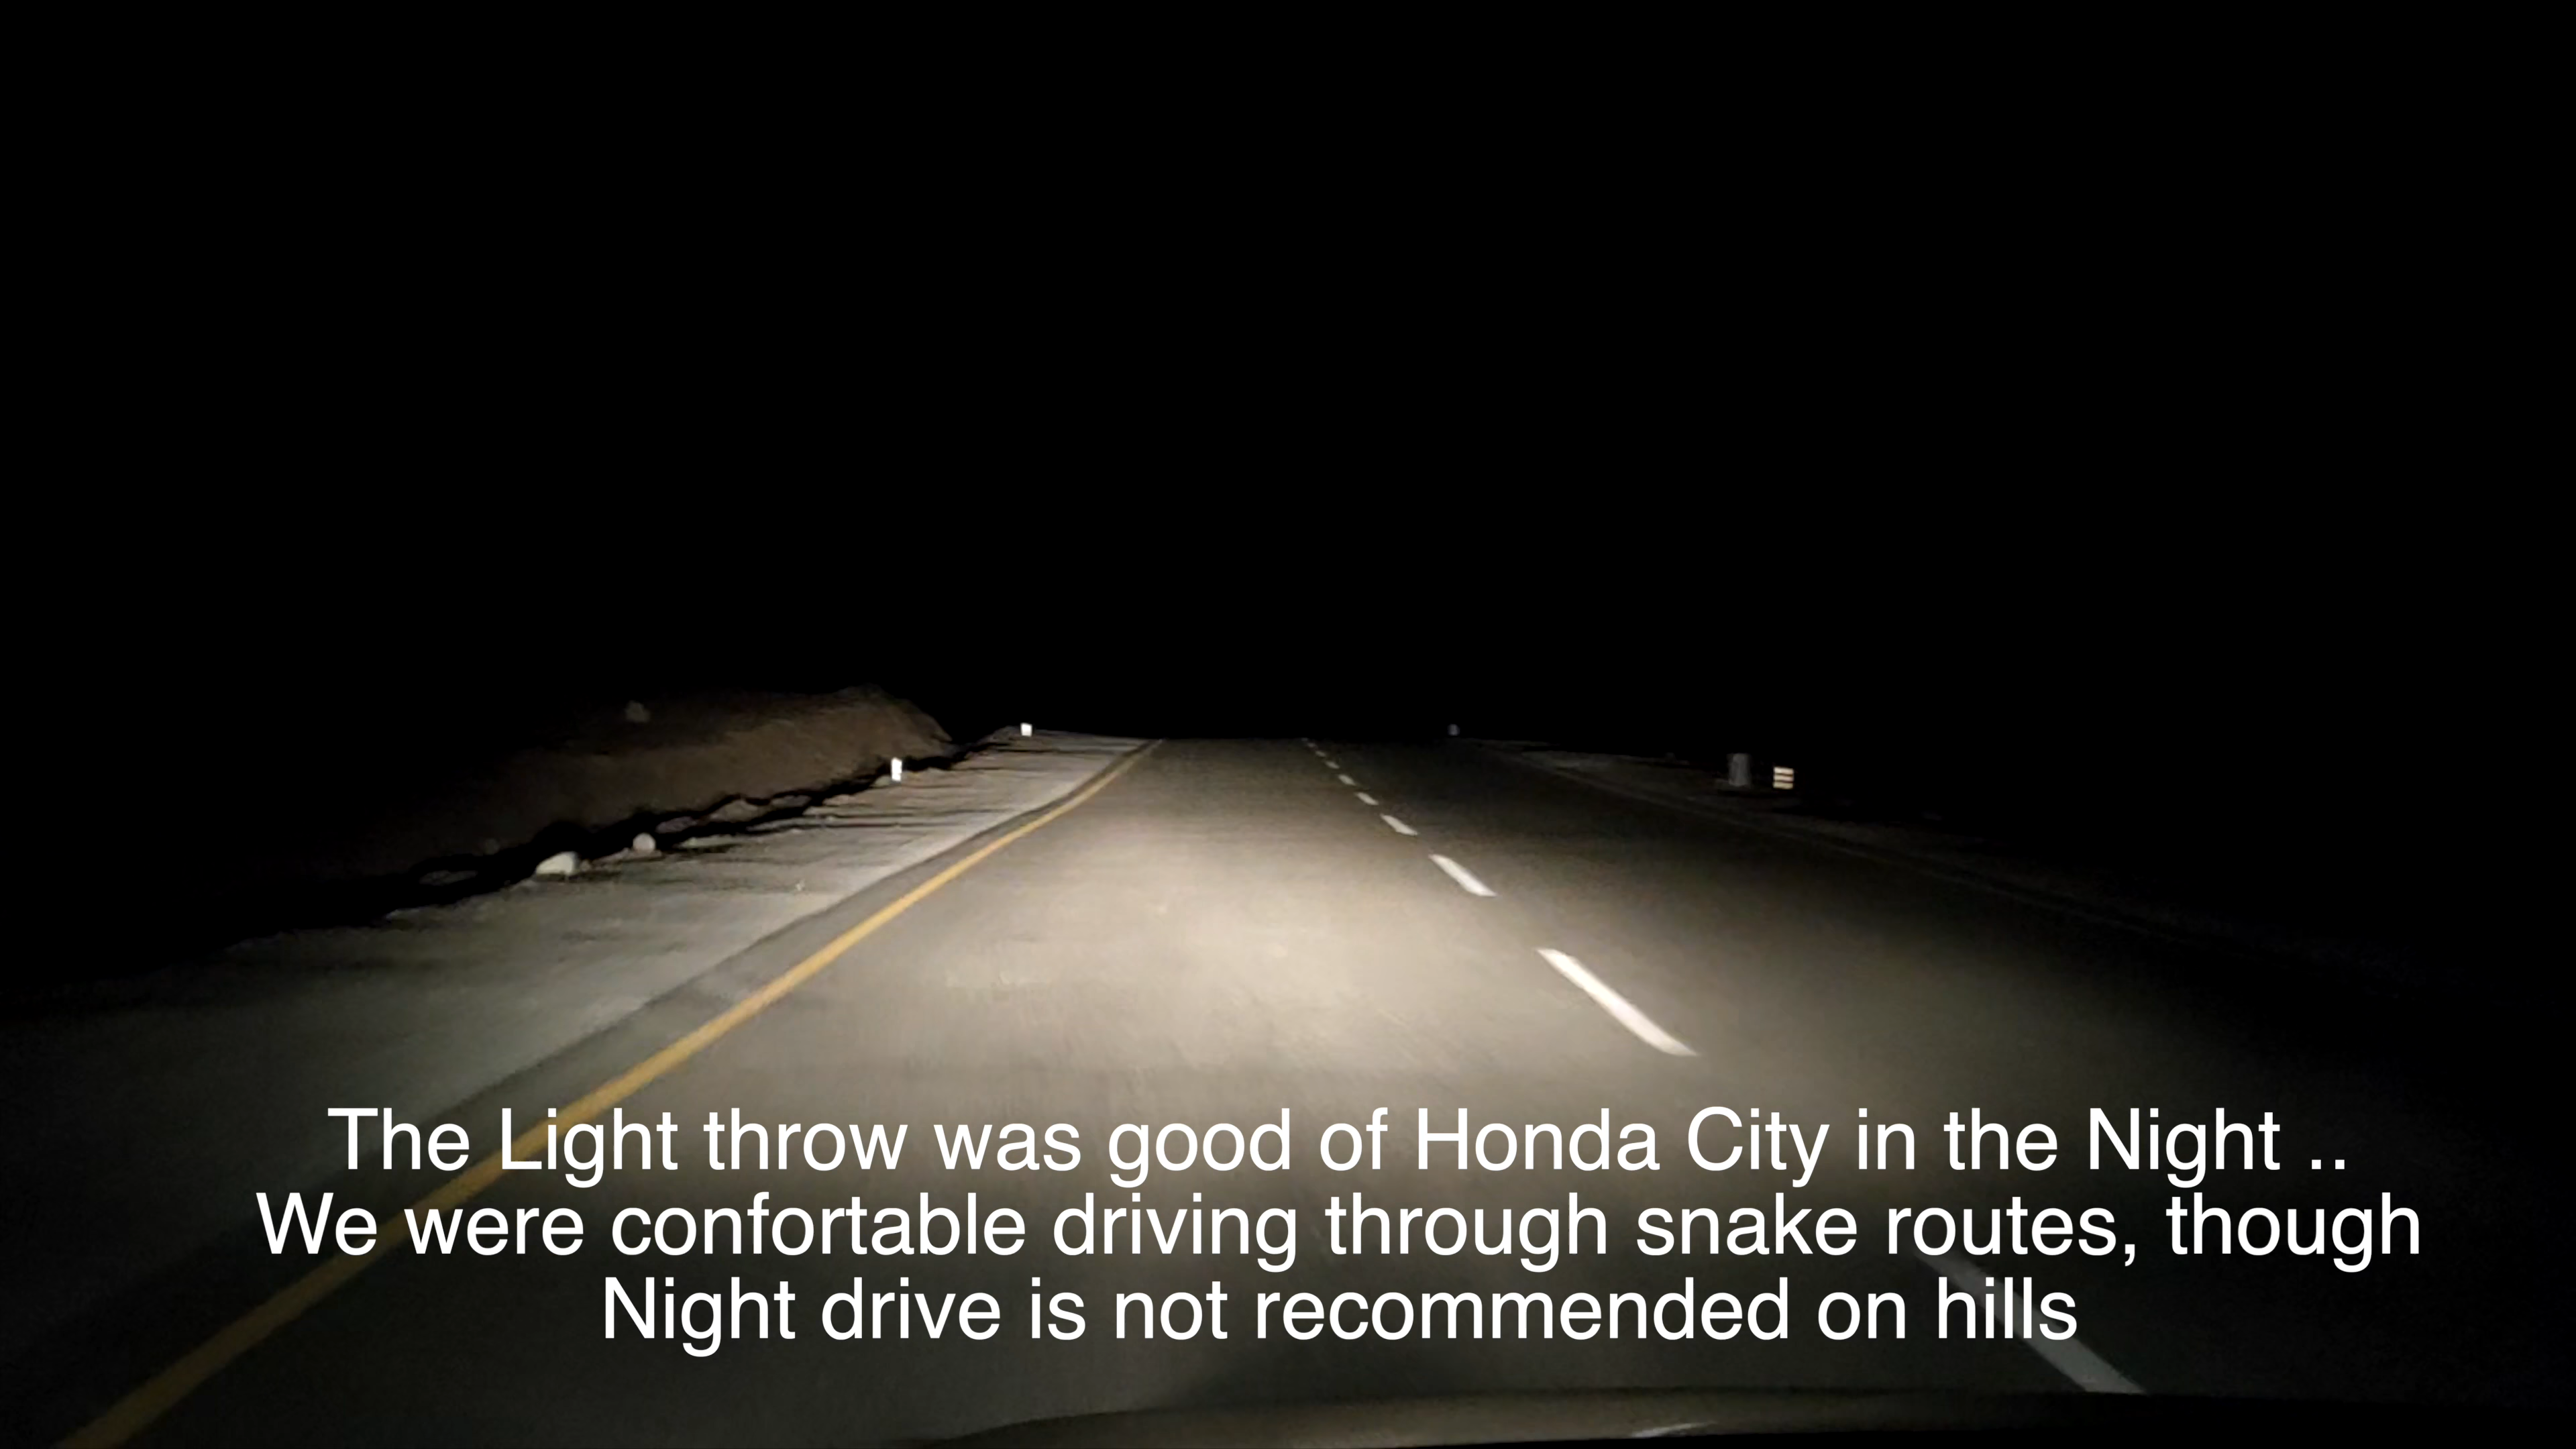 The Light throw was good of Honda City in the Night ..
We were confortable driving through snake routes, though
Night drive is not recommended on hills